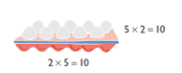 5 × 2 = 10
2 × 5 = 10